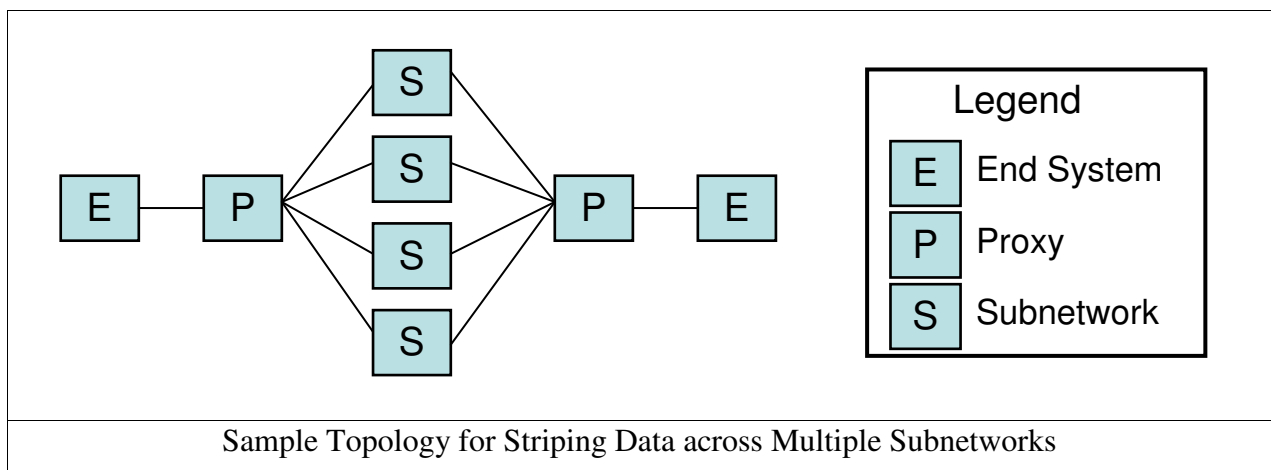 S
S
E P P E
S
S
Legend
E End System
P Proxy
S Subnetwork
Sample Topology for Striping Data across Multiple Subnetworks